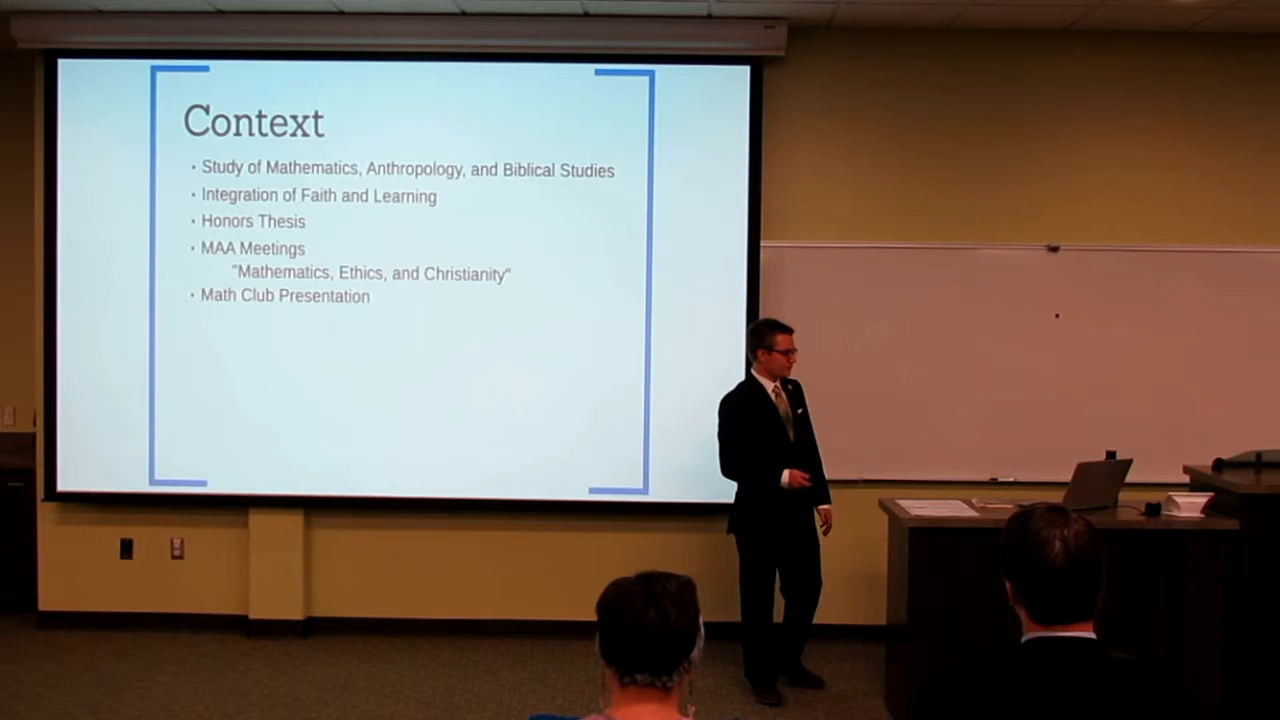 Context
· Study of Mathematics, Anthropology, and Biblical Studies
· Integration of Faith and Learning
· Honors Thesis
· MAA Meetings
"Mathematics, Ethics, and Christianity"
· Math Club Presentation